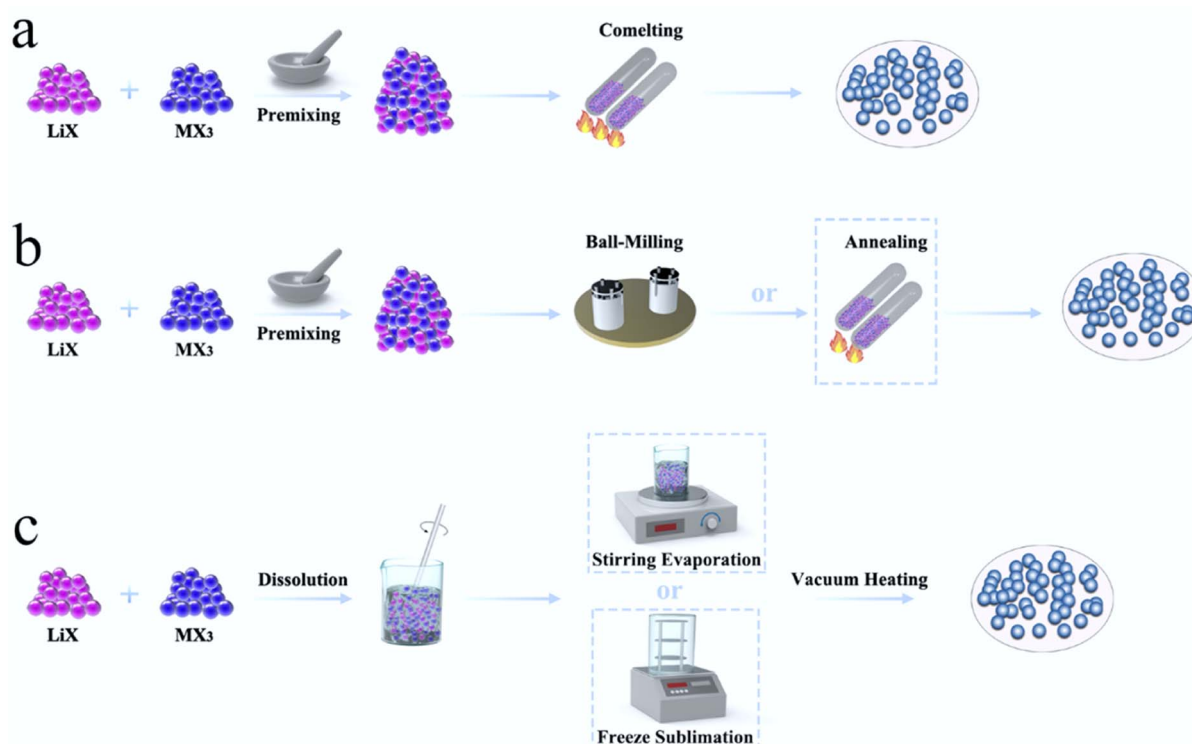 a
Comelting
Premixing
LiX + MX3
b
Ball-Milling
Annealing
or
Premixing
LiX + MX3
c
Stirring Evaporation
Dissolution
Vacuum Heating
or
LiX + MX3
Freeze Sublimation